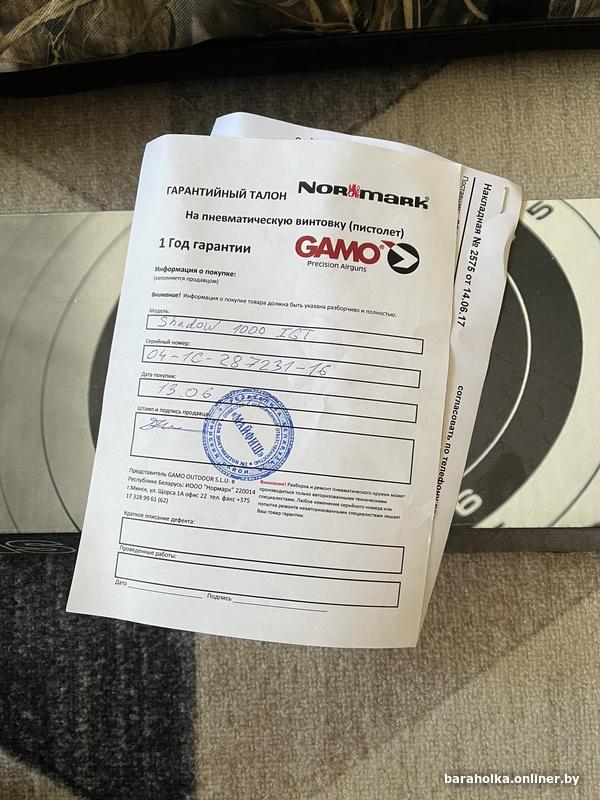 ГАРАНТИЙНЫЙ ТАЛОН NORMARK®
На пневматическую винтовку (пистолет)
1 Год гарантии GAMO®
Precision Airguns
Информация о покупке:
(заполняется продавцом)
Внимание! Информация о покупке товара должна быть указана разборчиво и полностью.
Модель:
Shadow 1000 IGT
Серийный номер:
04-1C-287231-16
Дата покупки:
13.06
Штамп и подпись продавца:
МАЙФИШ
Представитель GAMO OUTDOOR S.L.U. в
Республике Беларусь: ИООО "Нормарк" 220014
г.Минск, ул. Щорса 1А офис 22 тел. факс +375
17 328 99 61 (62)
Внимание! Разборка и ремонт пневматического оружия может
производиться только авторизованными техническими
специалистами. Любое изменение серийного номера или
попытка ремонта неавторизованными специалистами лишает
Ваш товар гарантии.
Краткое описание дефекта:
Проведенные работы:
Дата Подпись
Накладная № 2575 от 14.06.17
согласовать по телефону
5
6
baraholka.onliner.by